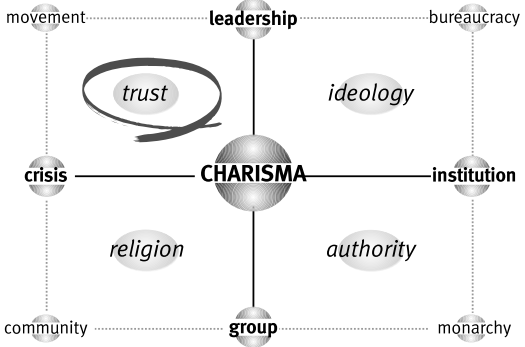 movement leadership bureaucracy
trust ideology
crisis CHARISMA institution
religion authority
community group monarchy